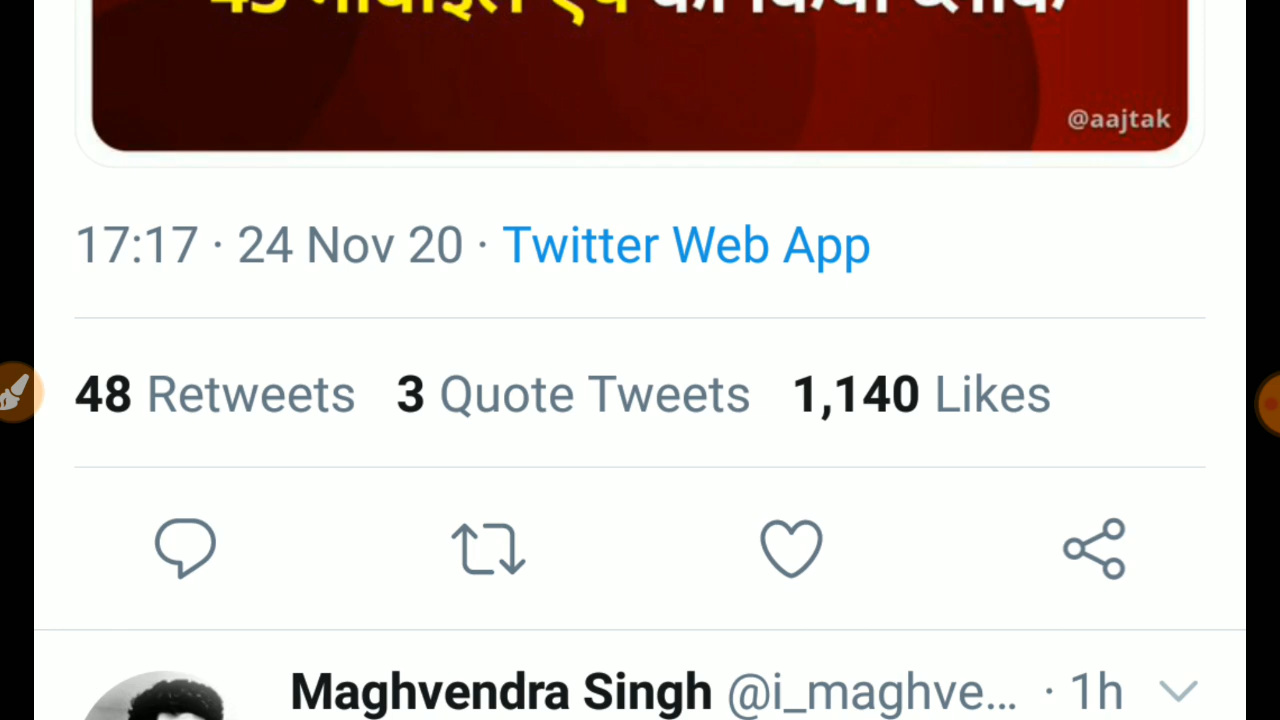 @aajtak
17:17 · 24 Nov 20 · Twitter Web App
48 Retweets 3 Quote Tweets 1,140 Likes
Maghvendra Singh @i_maghve... · 1h